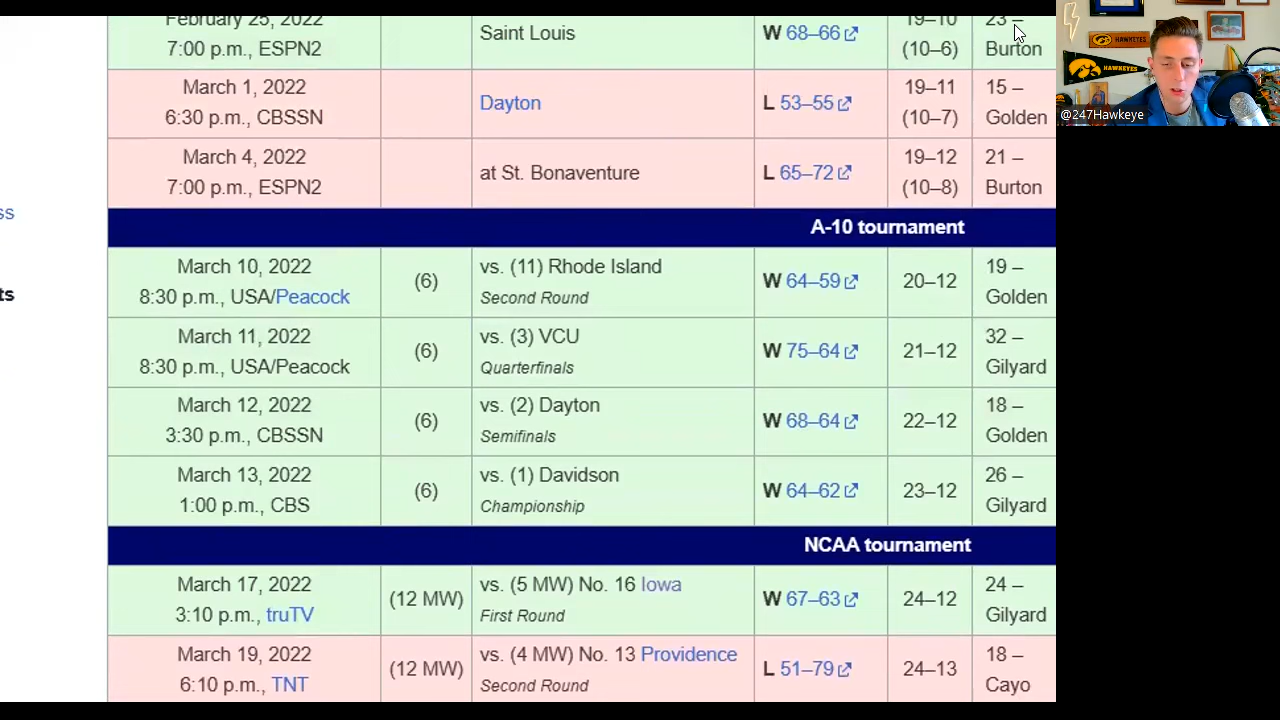 February 25, 2022
7:00 p.m., ESPN2
Saint Louis
W 68–66
19–10
(10–6)
23 –
Burton
March 1, 2022
6:30 p.m., CBSSN
Dayton
L 53–55
19–11
(10–7)
15 –
Golden
March 4, 2022
7:00 p.m., ESPN2
at St. Bonaventure
L 65–72
19–12
(10–8)
21 –
Burton
A-10 tournament
March 10, 2022
8:30 p.m., USA/Peacock
(6)
vs. (11) Rhode Island
Second Round
W 64–59
20–12
19 –
Golden
March 11, 2022
8:30 p.m., USA/Peacock
(6)
vs. (3) VCU
Quarterfinals
W 75–64
21–12
32 –
Gilyard
March 12, 2022
3:30 p.m., CBSSN
(6)
vs. (2) Dayton
Semifinals
W 68–64
22–12
18 –
Golden
March 13, 2022
1:00 p.m., CBS
(6)
vs. (1) Davidson
Championship
W 64–62
23–12
26 –
Gilyard
NCAA tournament
March 17, 2022
3:10 p.m., truTV
(12 MW)
vs. (5 MW) No. 16 Iowa
First Round
W 67–63
24–12
24 –
Gilyard
March 19, 2022
6:10 p.m., TNT
(12 MW)
vs. (4 MW) No. 13 Providence
Second Round
L 51–79
24–13
18 –
Cayo
ss
ts
HAWKEYES
HAWKEYES
@247Hawkeye